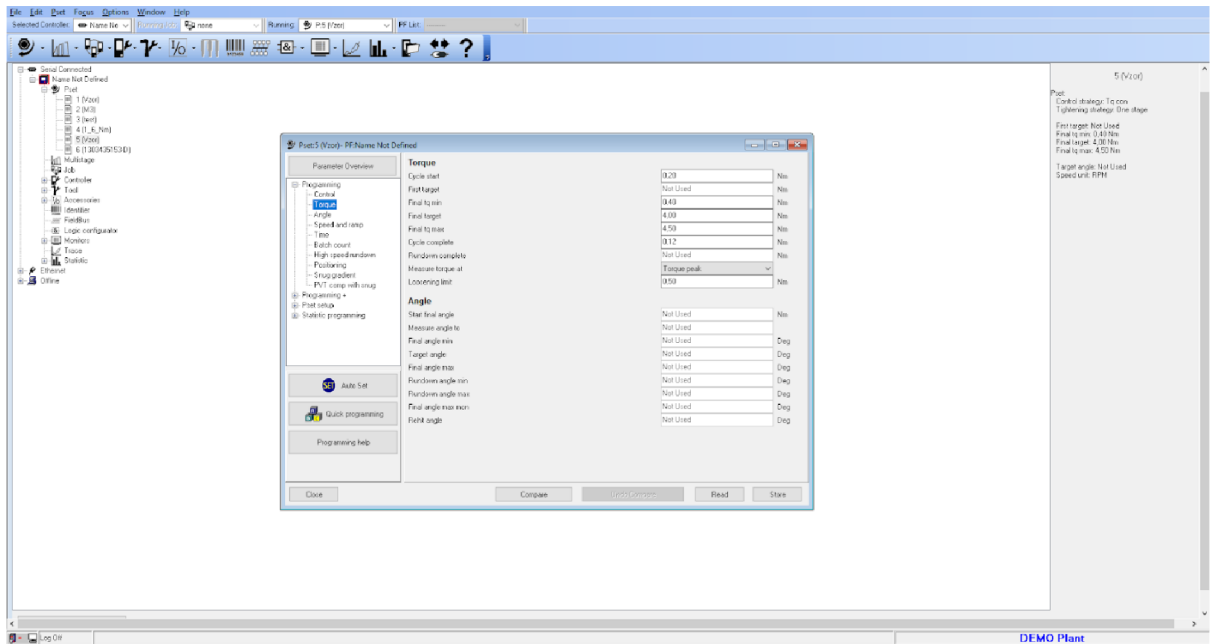 File Edit Pset Focus Options Window Help
Selected Controller: Name No Running Job: none Running: P:5 (Vzor) PF List:
5 (Vzor)
Serial Connected
Name Not Defined
Pset
1 (Vzor)
2 (M3)
3 (twr)
4 (1_6_Nm)
5 (Vzor)
6 (1303435153D)
Multistage
Job
Controller
Tool
Accessories
Identifier
FieldBus
Logic configurator
Monitors
Trace
Statistic
Ethernet
Offline
Pset:5 (Vzor)- PF:Name Not Defined
Parameter Overview
Programming
Control
Torque
Angle
Speed and ramp
Time
Batch count
High speed rundown
Positioning
Snug gradient
PVT comp with snug
Programming +
Pset setup
Statistic programming
Auto Set
Quick programming
Programming help
Torque
Cycle start 0.20 Nm
First target Not Used Nm
Final tq min 0.40 Nm
Final target 4.00 Nm
Final tq max 4.50 Nm
Cycle complete 0.12 Nm
Rundown complete Not Used Nm
Measure torque at Torque peak
Loosening limit 0.50 Nm
Angle
Start final angle Not Used Nm
Measure angle to Not Used
Final angle min Not Used Deg
Target angle Not Used Deg
Final angle max Not Used Deg
Rundown angle min Not Used Deg
Rundown angle max Not Used Deg
Final angle max mon Not Used Deg
Rehit angle Not Used Deg
Close Compare Read Store
Pset:
Control strategy: Tq con
Tightening strategy: One stage
First target: Not Used
Final tq min: 0,40 Nm
Final target: 4,00 Nm
Final tq max: 4,50 Nm
Target angle: Not Used
Speed unit: RPM
Log Off
DEMO Plant